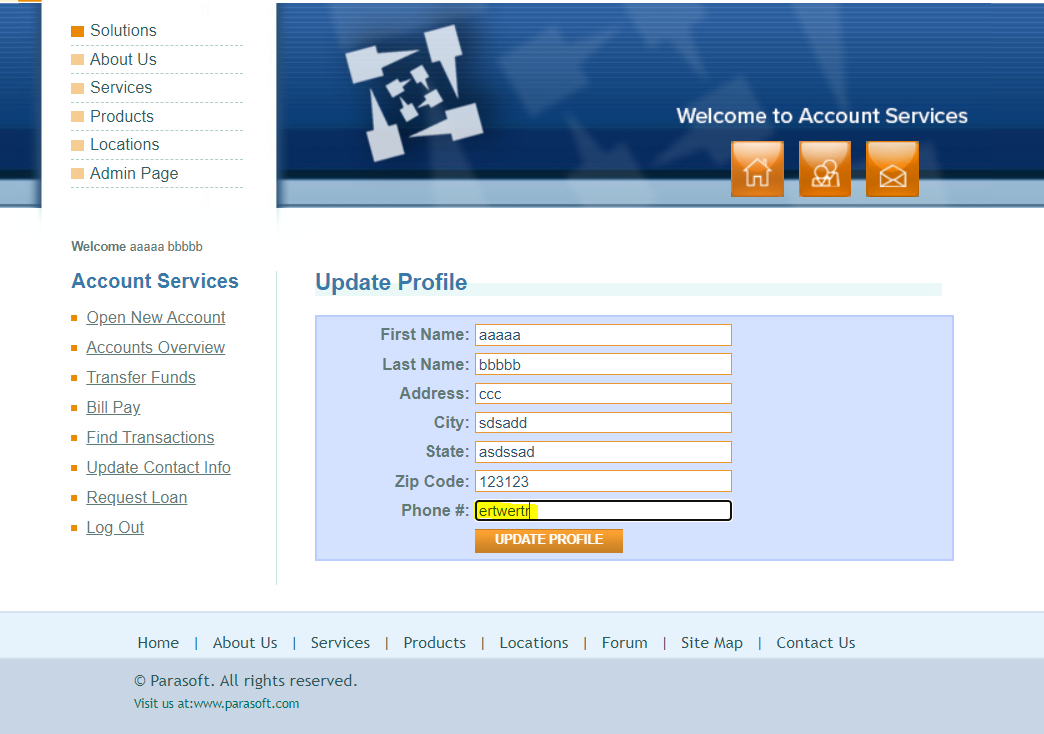 Solutions
About Us
Services
Products
Locations
Admin Page
Welcome to Account Services
Welcome aaaaa bbbbb
Account Services
Open New Account
Accounts Overview
Transfer Funds
Bill Pay
Find Transactions
Update Contact Info
Request Loan
Log Out
Update Profile
First Name: aaaaa
Last Name: bbbbb
Address: ccc
City: sdsadd
State: asdssad
Zip Code: 123123
Phone #: ertwertr
UPDATE PROFILE
Home | About Us | Services | Products | Locations | Forum | Site Map | Contact Us
© Parasoft. All rights reserved.
Visit us at:www.parasoft.com